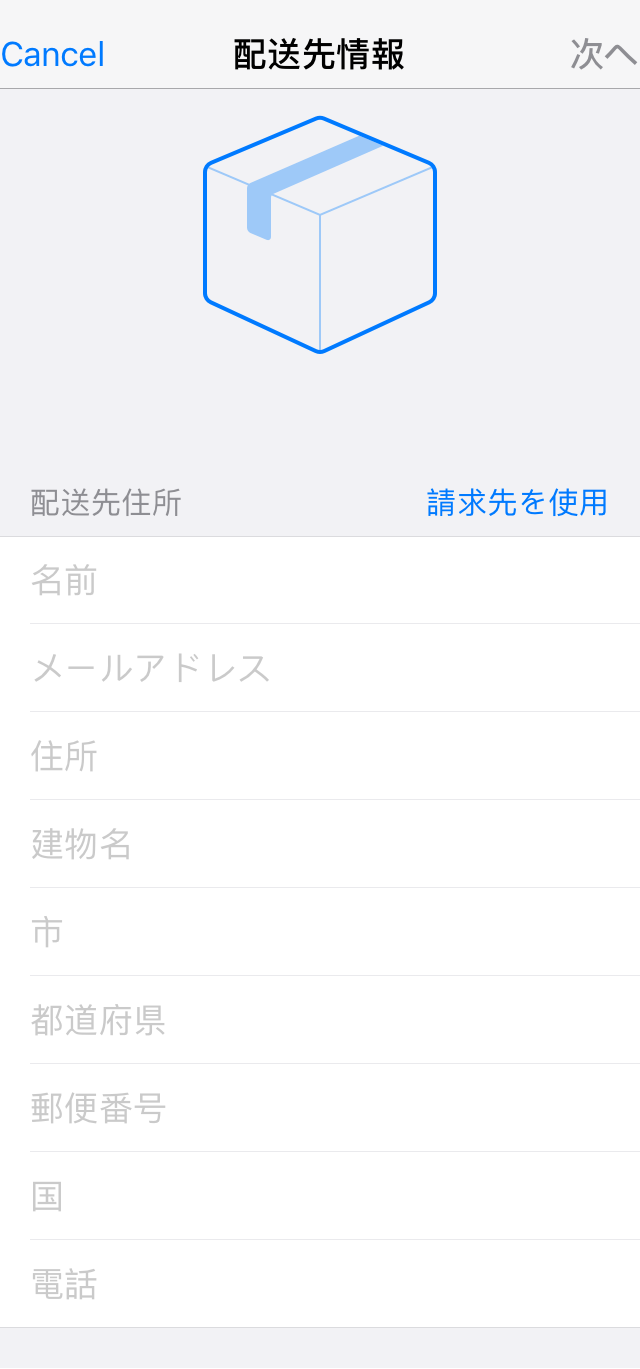 Cancel 配送先情報 次へ
配送先住所 請求先を使用
名前
メールアドレス
住所
建物名
市
都道府県
郵便番号
国
電話